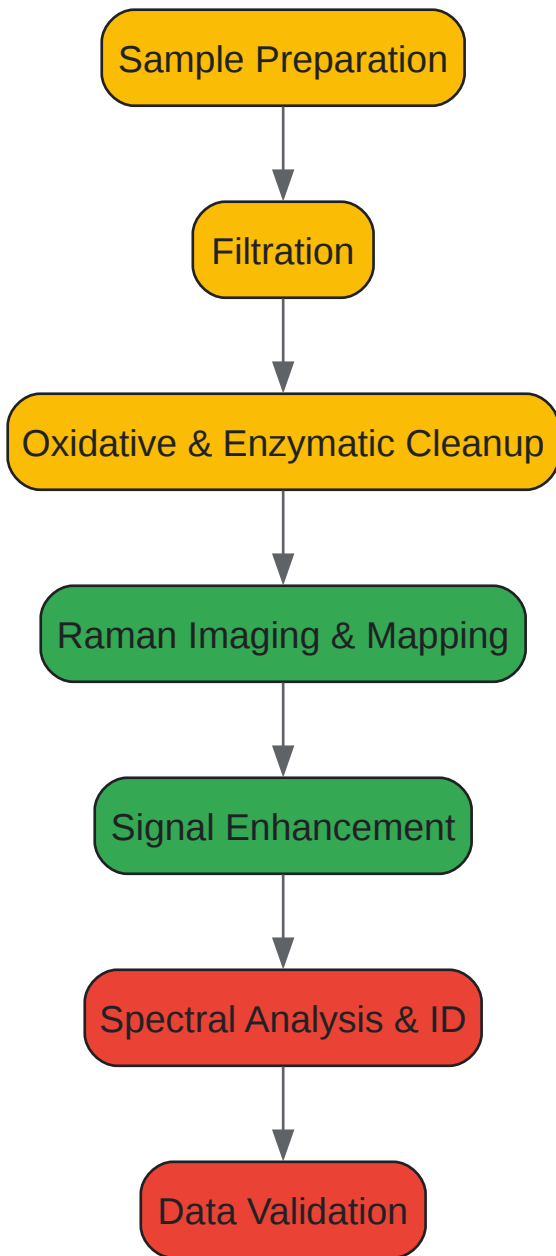 Sample Preparation
Filtration
Oxidative & Enzymatic Cleanup
Raman Imaging & Mapping
Signal Enhancement
Spectral Analysis & ID
Data Validation